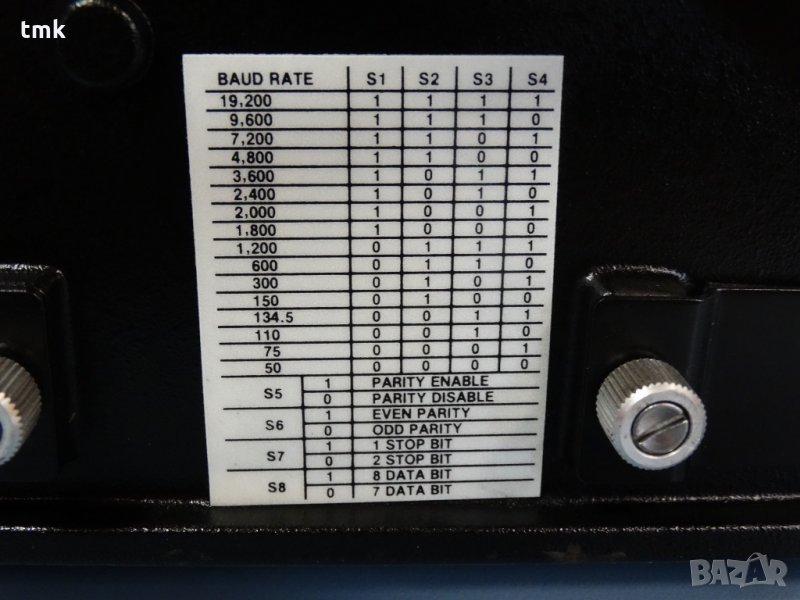 tmk
BAUD RATE S1 S2 S3 S4
19,200 1 1 1 1
9,600 1 1 1 0
7,200 1 1 0 1
4,800 1 1 0 0
3,600 1 0 1 1
2,400 1 0 1 0
2,000 1 0 0 1
1,800 1 0 0 0
1,200 0 1 1 1
600 0 1 1 0
300 0 1 0 1
150 0 1 0 0
134.5 0 0 1 1
110 0 0 1 0
75 0 0 0 1
50 0 0 0 0
S5 1 PARITY ENABLE
0 PARITY DISABLE
S6 1 EVEN PARITY
0 ODD PARITY
S7 1 1 STOP BIT
0 2 STOP BIT
S8 1 8 DATA BIT
0 7 DATA BIT
BAZAR